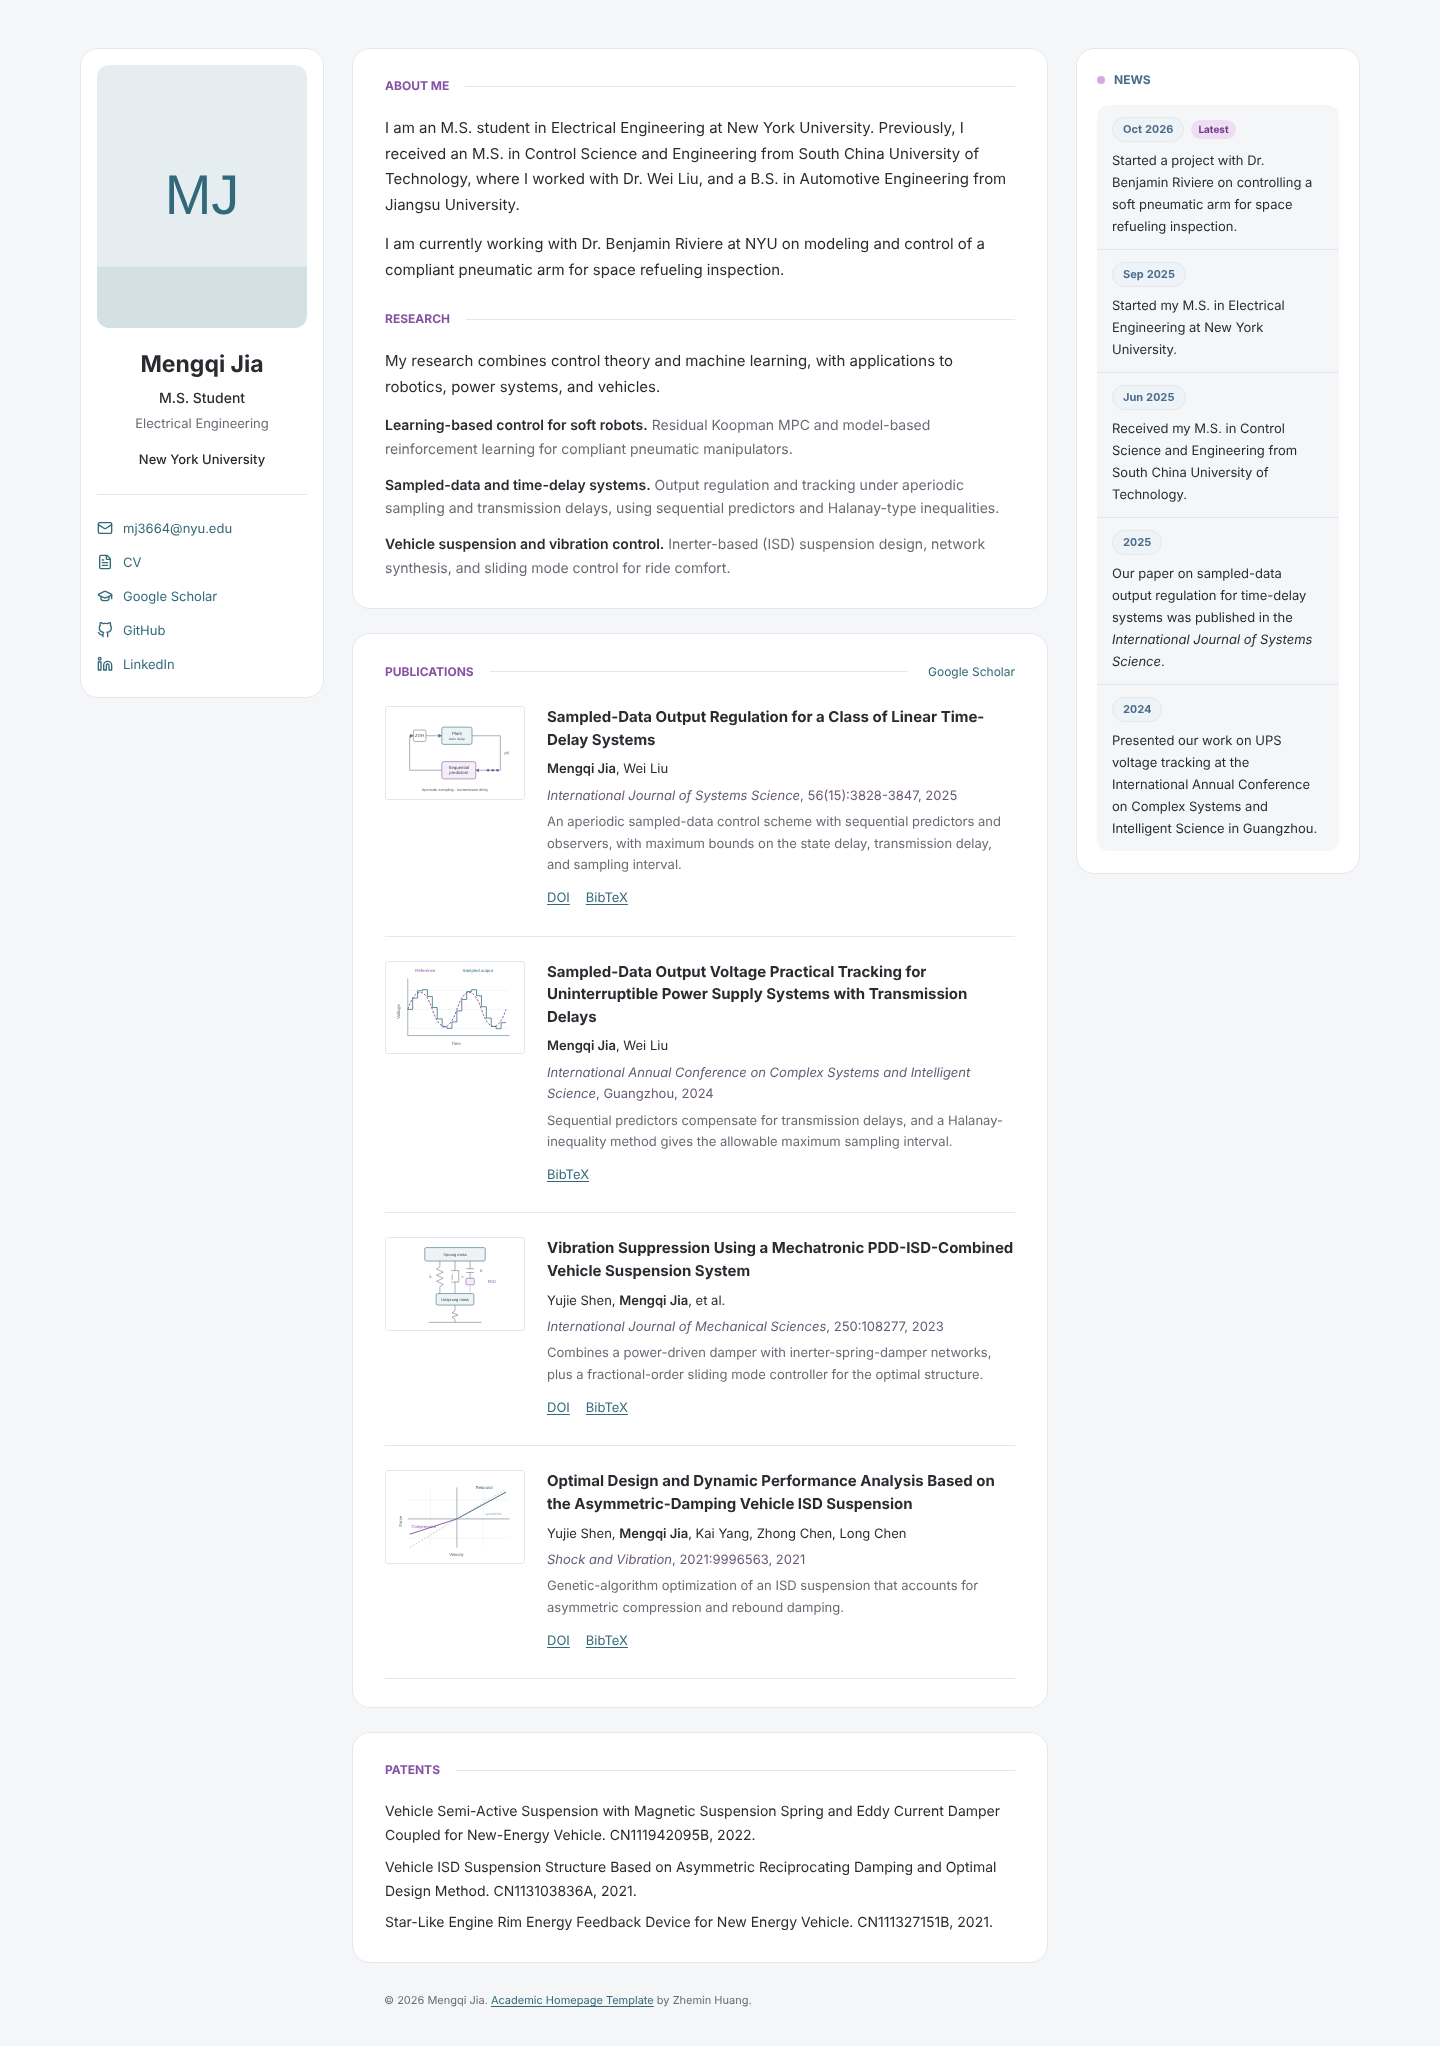 MJ
Mengqi Jia
M.S. Student
Electrical Engineering
New York University
mj3664@nyu.edu
CV
Google Scholar
GitHub
LinkedIn
ABOUT ME
I am an M.S. student in Electrical Engineering at New York University. Previously, I
received an M.S. in Control Science and Engineering from South China University of
Technology, where I worked with Dr. Wei Liu, and a B.S. in Automotive Engineering from
Jiangsu University.
I am currently working with Dr. Benjamin Riviere at NYU on modeling and control of a
compliant pneumatic arm for space refueling inspection.
RESEARCH
My research combines control theory and machine learning, with applications to
robotics, power systems, and vehicles.
Learning-based control for soft robots. Residual Koopman MPC and model-based
reinforcement learning for compliant pneumatic manipulators.
Sampled-data and time-delay systems. Output regulation and tracking under aperiodic
sampling and transmission delays, using sequential predictors and Halanay-type inequalities.
Vehicle suspension and vibration control. Inerter-based (ISD) suspension design, network
synthesis, and sliding mode control for ride comfort.
PUBLICATIONS
Google Scholar
ZOH
Plant
Sequential
predictors
Aperiodic sampling · transmission delay
Sampled-Data Output Regulation for a Class of Linear Time-
Delay Systems
Mengqi Jia, Wei Liu
International Journal of Systems Science, 56(15):3828-3847, 2025
An aperiodic sampled-data control scheme with sequential predictors and
observers, with maximum bounds on the state delay, transmission delay,
and sampling interval.
DOI BibTeX
Reference
Sampled output
Voltage
Time
Sampled-Data Output Voltage Practical Tracking for
Uninterruptible Power Supply Systems with Transmission
Delays
Mengqi Jia, Wei Liu
International Annual Conference on Complex Systems and Intelligent
Science, Guangzhou, 2024
Sequential predictors compensate for transmission delays, and a Halanay-
inequality method gives the allowable maximum sampling interval.
BibTeX
Sprung mass
PDD
Unsprung mass
Vibration Suppression Using a Mechatronic PDD-ISD-Combined
Vehicle Suspension System
Yujie Shen, Mengqi Jia, et al.
International Journal of Mechanical Sciences, 250:108277, 2023
Combines a power-driven damper with inerter-spring-damper networks,
plus a fractional-order sliding mode controller for the optimal structure.
DOI BibTeX
Rebound
Compression
Force
Velocity
Optimal Design and Dynamic Performance Analysis Based on
the Asymmetric-Damping Vehicle ISD Suspension
Yujie Shen, Mengqi Jia, Kai Yang, Zhong Chen, Long Chen
Shock and Vibration, 2021:9996563, 2021
Genetic-algorithm optimization of an ISD suspension that accounts for
asymmetric compression and rebound damping.
DOI BibTeX
PATENTS
Vehicle Semi-Active Suspension with Magnetic Suspension Spring and Eddy Current Damper
Coupled for New-Energy Vehicle. CN111942095B, 2022.
Vehicle ISD Suspension Structure Based on Asymmetric Reciprocating Damping and Optimal
Design Method. CN113103836A, 2021.
Star-Like Engine Rim Energy Feedback Device for New Energy Vehicle. CN111327151B, 2021.
© 2026 Mengqi Jia. Academic Homepage Template by Zhemin Huang.
NEWS
Oct 2026 Latest
Started a project with Dr.
Benjamin Riviere on controlling a
soft pneumatic arm for space
refueling inspection.
Sep 2025
Started my M.S. in Electrical
Engineering at New York
University.
Jun 2025
Received my M.S. in Control
Science and Engineering from
South China University of
Technology.
2025
Our paper on sampled-data
output regulation for time-delay
systems was published in the
International Journal of Systems
Science.
2024
Presented our work on UPS
voltage tracking at the
International Annual Conference
on Complex Systems and
Intelligent Science in Guangzhou.